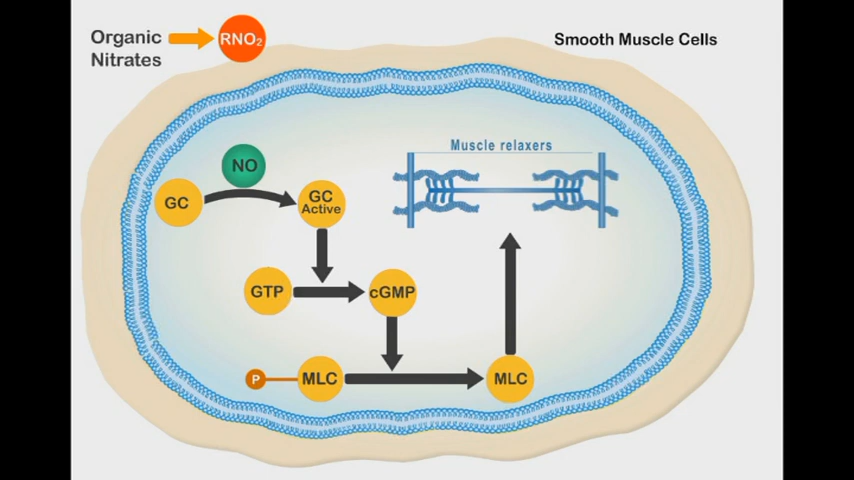 Organic
Nitrates
RNO₂
Smooth Muscle Cells
Muscle relaxers
NO
GC
GC
Active
GTP
cGMP
P
MLC
MLC